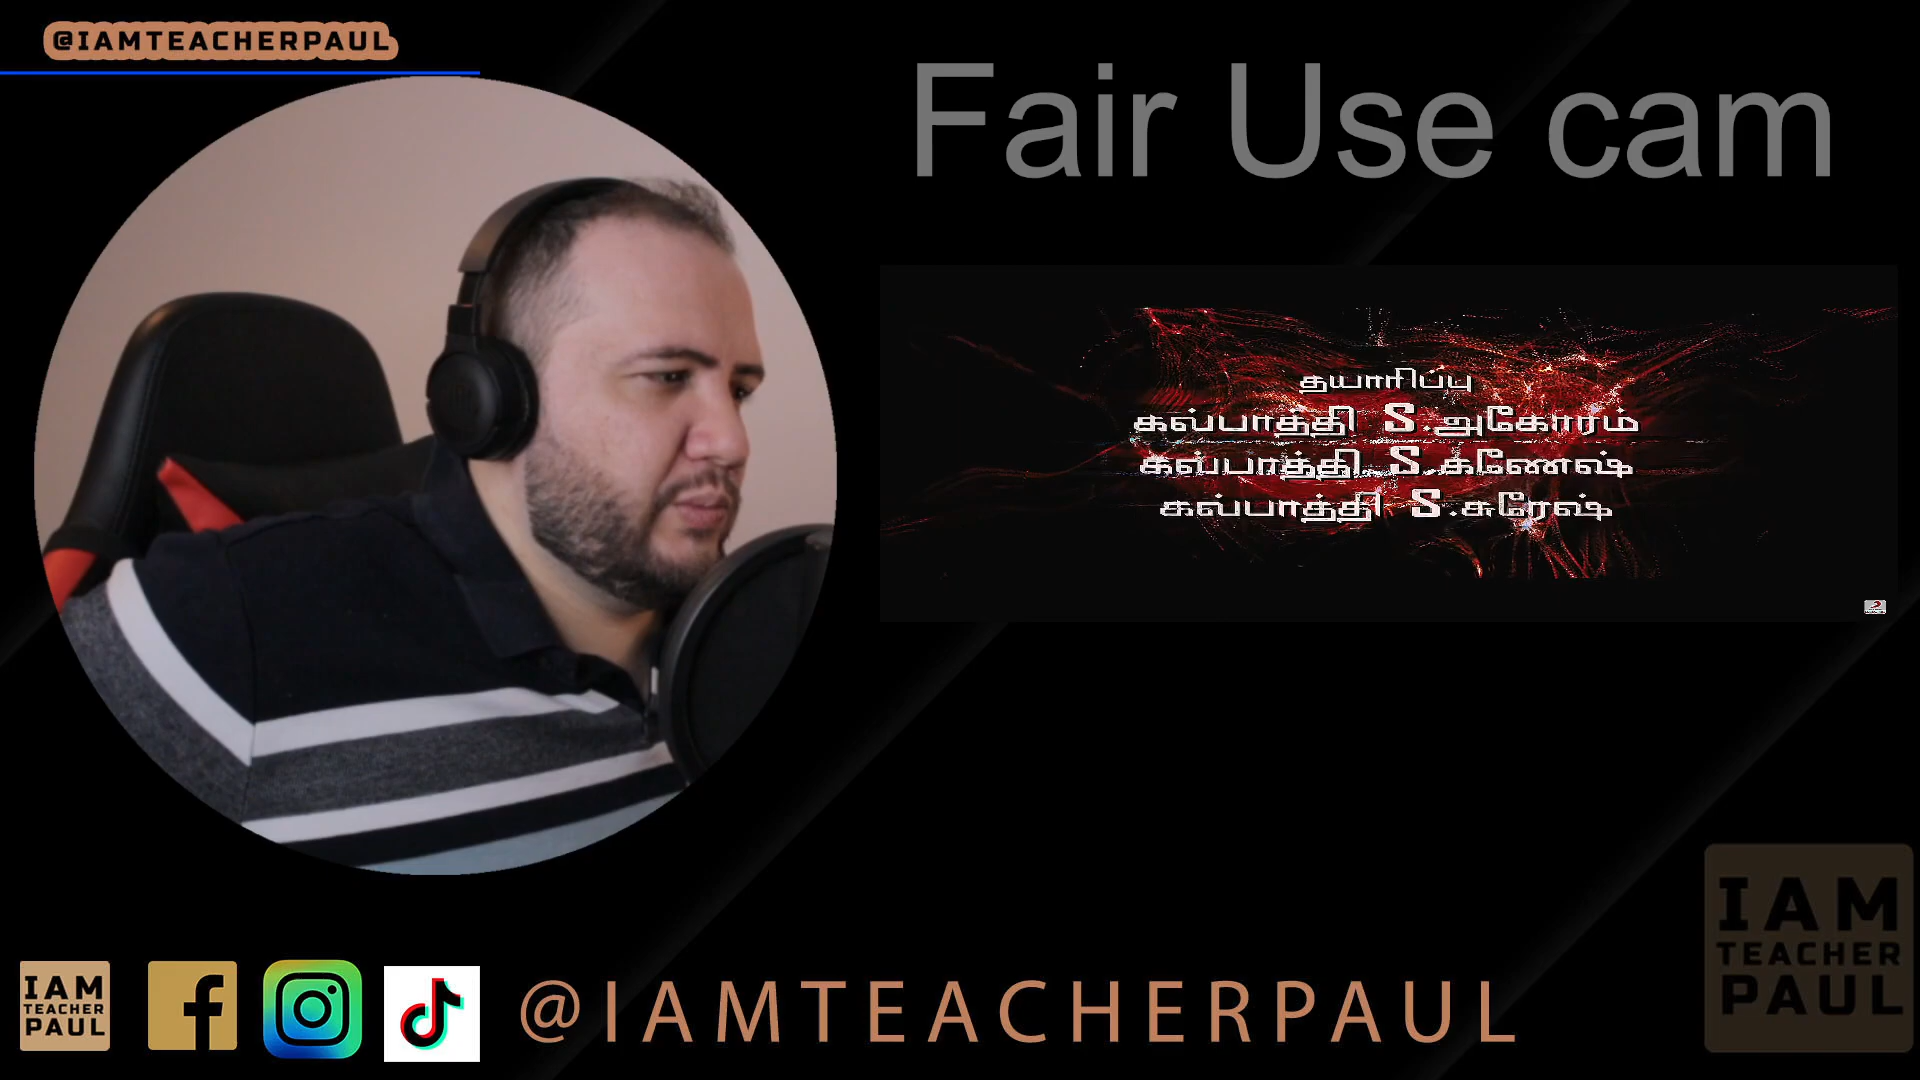 @IAMTEACHERPAUL
Fair Use cam
தயாரிப்பு
கல்பாத்தி S.அகோரம்
கல்பாத்தி S.கணேஷ்
கல்பாத்தி S.சுரேஷ்
IAM
TEACHER
PAUL
@IAMTEACHERPAUL
IAM
TEACHER
PAUL